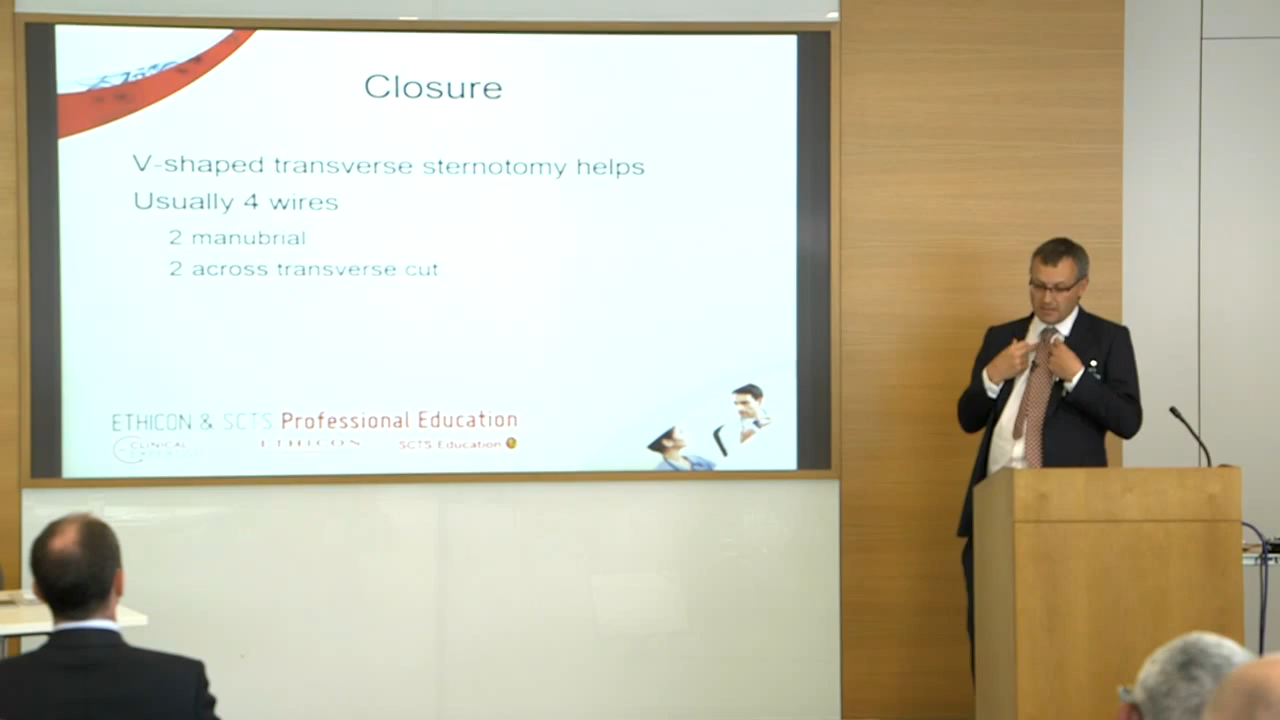 Closure
V-shaped transverse sternotomy helps
Usually 4 wires
2 manubrial
2 across transverse cut
ETHICON & SCTS Professional Education
CLINICAL
ETHICON
SCTS Education